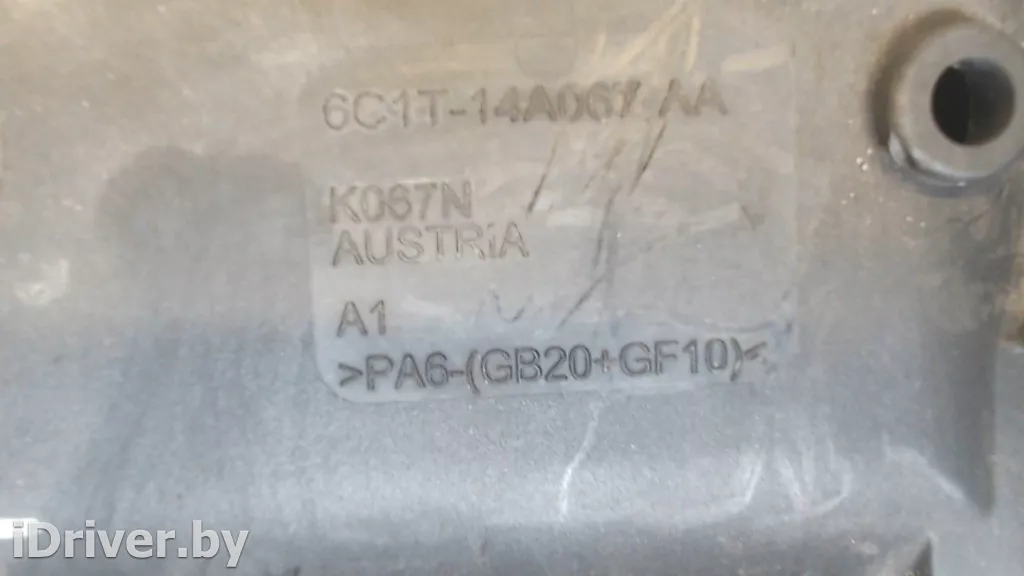 6C1T-14A067-AA
K067N
AUSTRiA
A1
>PA6-(GB20+GF10)<
iDriver.by